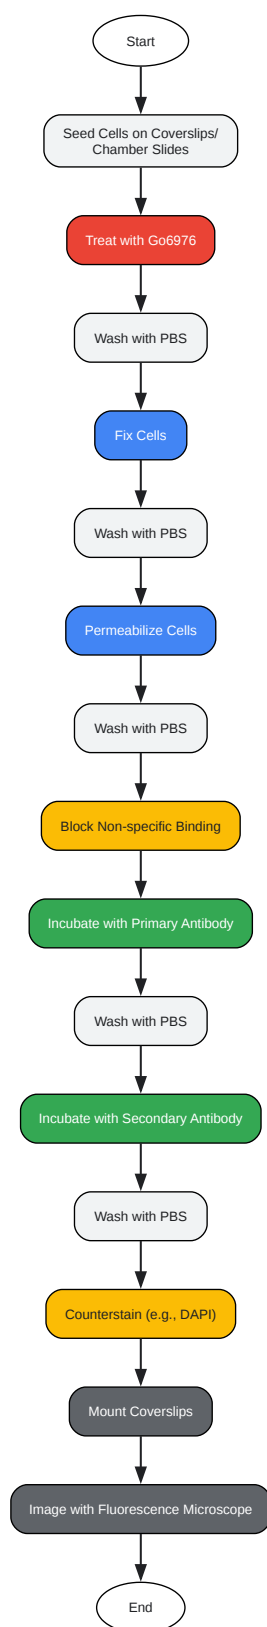 Start
Seed Cells on Coverslips/
Chamber Slides
Treat with Go6976
Wash with PBS
Fix Cells
Wash with PBS
Permeabilize Cells
Wash with PBS
Block Non-specific Binding
Incubate with Primary Antibody
Wash with PBS
Incubate with Secondary Antibody
Wash with PBS
Counterstain (e.g., DAPI)
Mount Coverslips
Image with Fluorescence Microscope
End